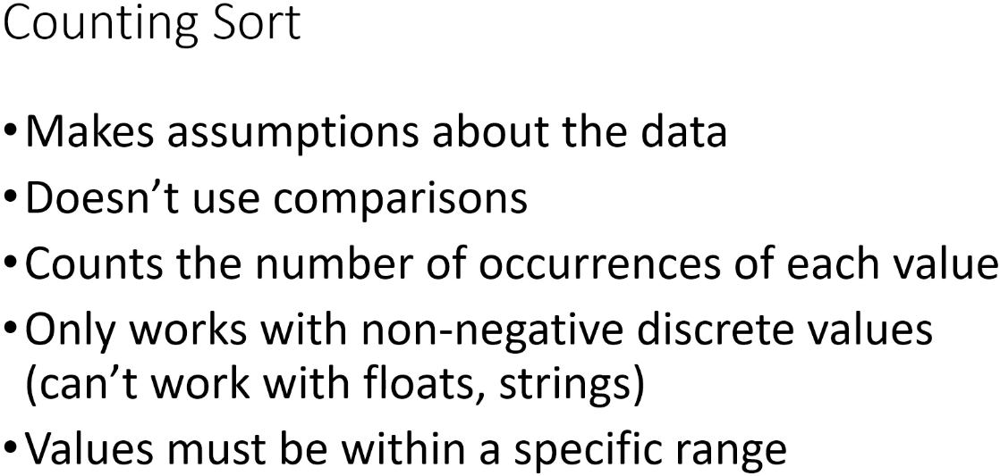 Counting Sort
•Makes assumptions about the data
•Doesn’t use comparisons
•Counts the number of occurrences of each value
•Only works with non-negative discrete values
(can’t work with floats, strings)
•Values must be within a specific range